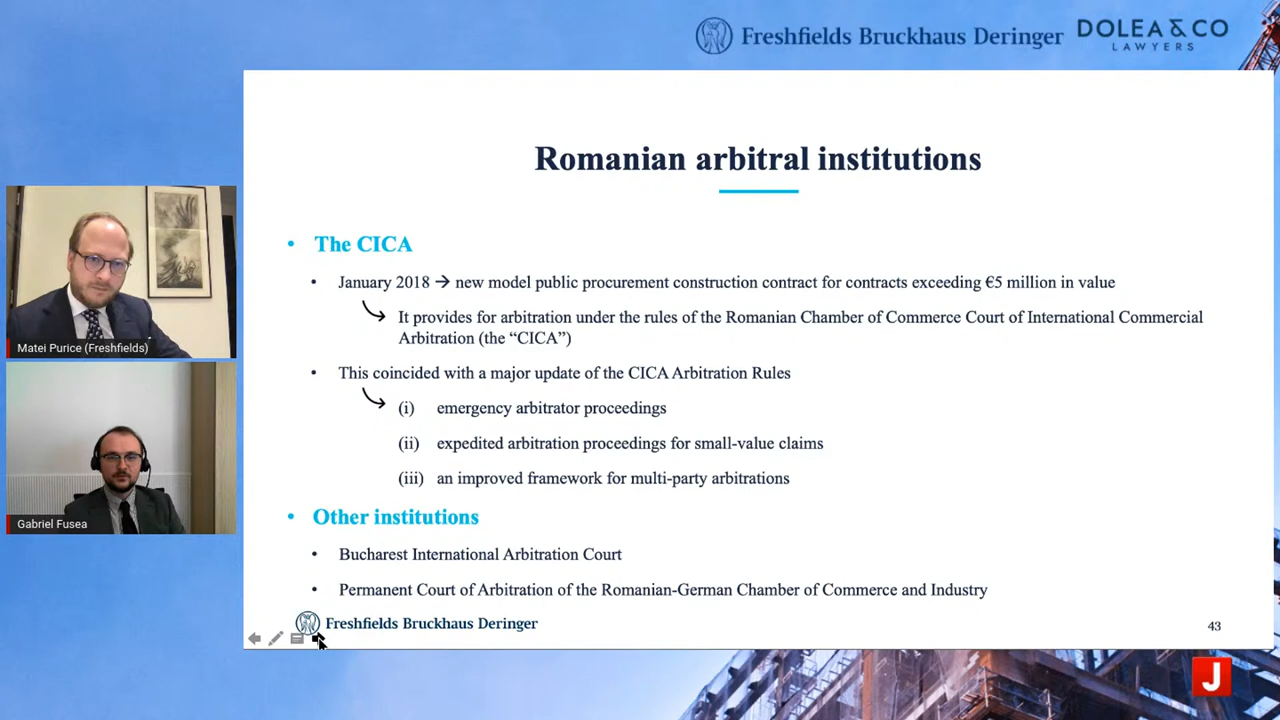 Freshfields Bruckhaus Deringer
DOLEA & CO
LAWYERS
Romanian arbitral institutions
• The CICA
• January 2018 → new model public procurement construction contract for contracts exceeding €5 million in value
It provides for arbitration under the rules of the Romanian Chamber of Commerce Court of International Commercial
Arbitration (the “CICA”)
• This coincided with a major update of the CICA Arbitration Rules
(i) emergency arbitrator proceedings
(ii) expedited arbitration proceedings for small-value claims
(iii) an improved framework for multi-party arbitrations
• Other institutions
• Bucharest International Arbitration Court
• Permanent Court of Arbitration of the Romanian-German Chamber of Commerce and Industry
Freshfields Bruckhaus Deringer
43
Matei Purice (Freshfields)
Gabriel Fusea
J